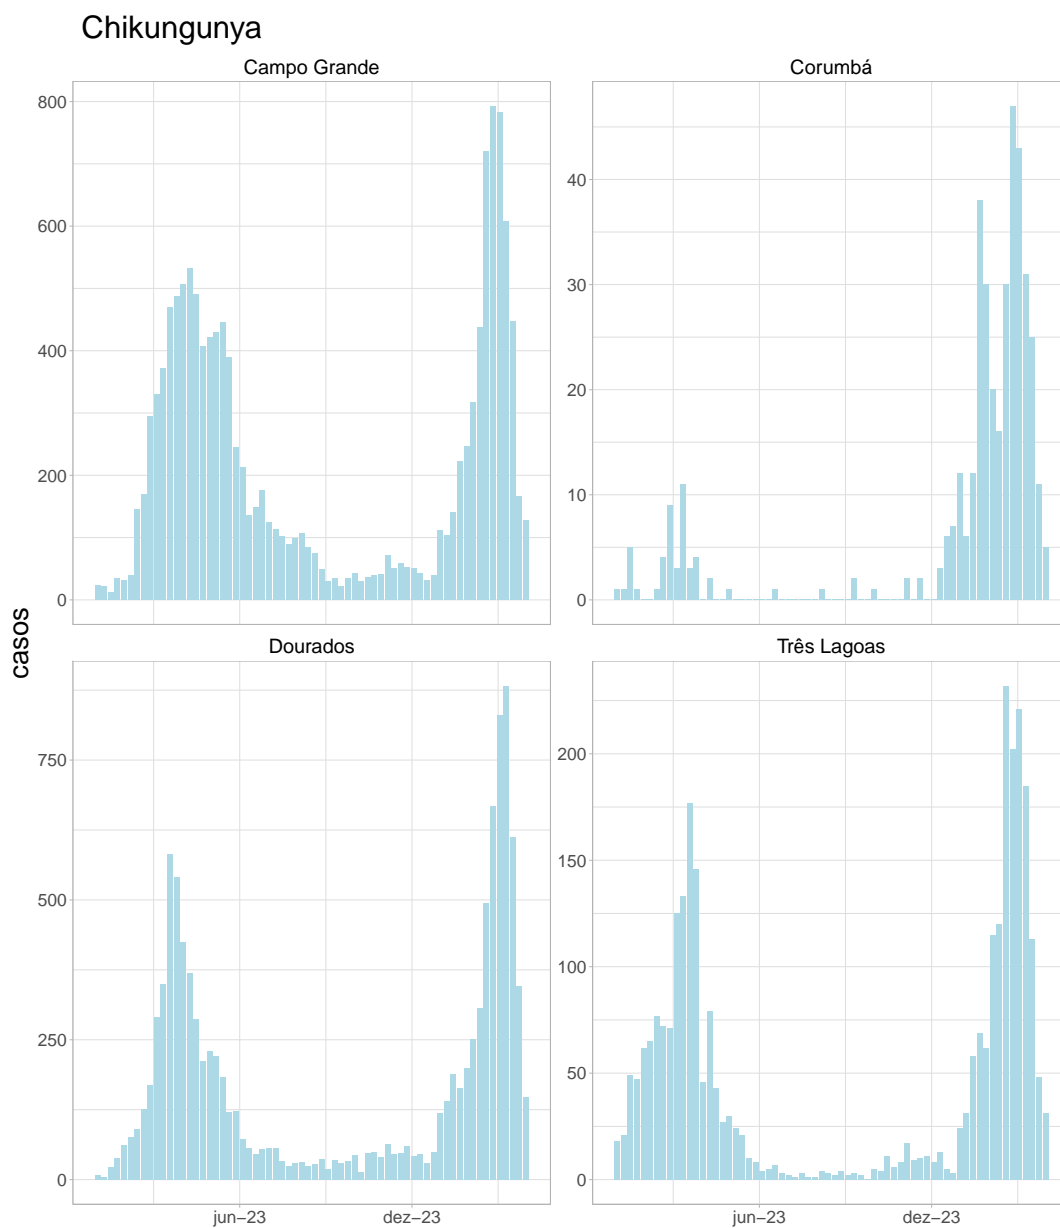 Chikungunya
Campo Grande
Corumbá
800
600
400
200
0
40
30
20
10
0
casos
Dourados
Três Lagoas
750
500
250
0
200
150
100
50
0
jun−23
dez−23
jun−23
dez−23